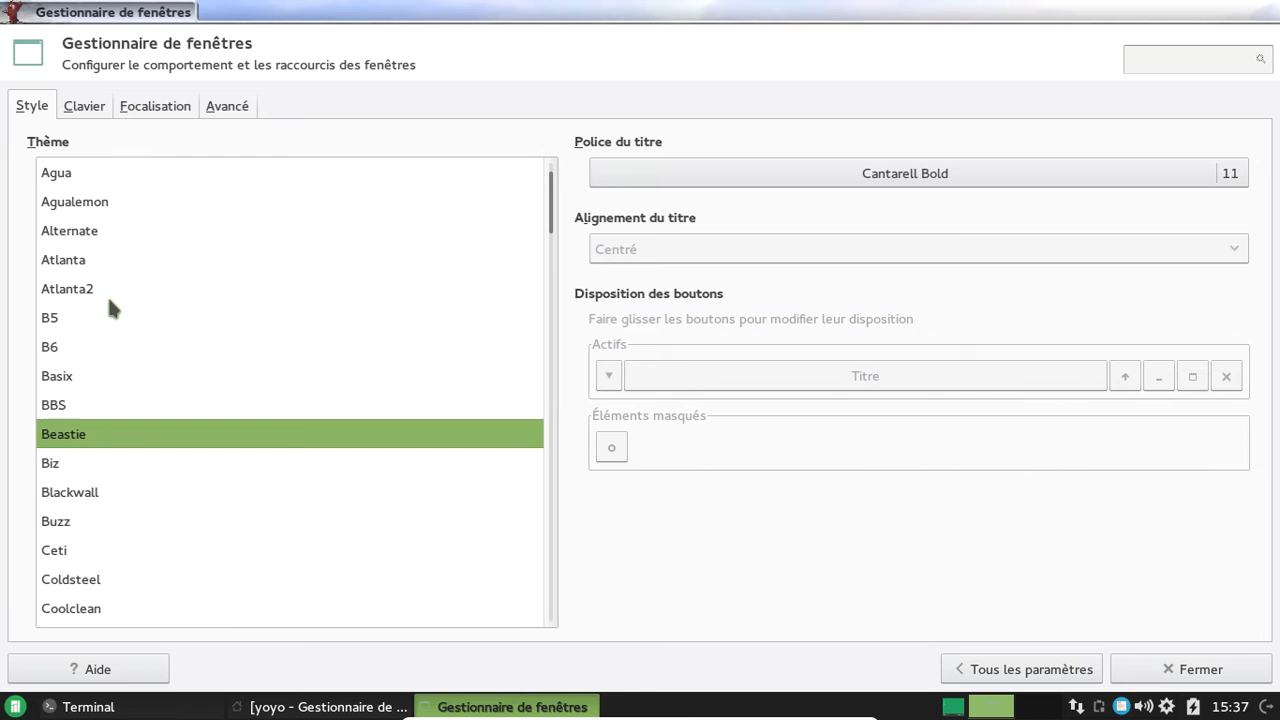 Gestionnaire de fenêtres
Gestionnaire de fenêtres
Configurer le comportement et les raccourcis des fenêtres
Style Clavier Focalisation Avancé
Thème
Agua
Agualemon
Alternate
Atlanta
Atlanta2
B5
B6
Basix
BBS
Beastie
Biz
Blackwall
Buzz
Ceti
Coldsteel
Coolclean
Police du titre
Cantarell Bold 11
Alignement du titre
Centré
Disposition des boutons
Faire glisser les boutons pour modifier leur disposition
Actifs
Titre
Éléments masqués
? Aide
Tous les paramètres
Fermer
Terminal
[yoyo - Gestionnaire de ...
Gestionnaire de fenêtres
15:37